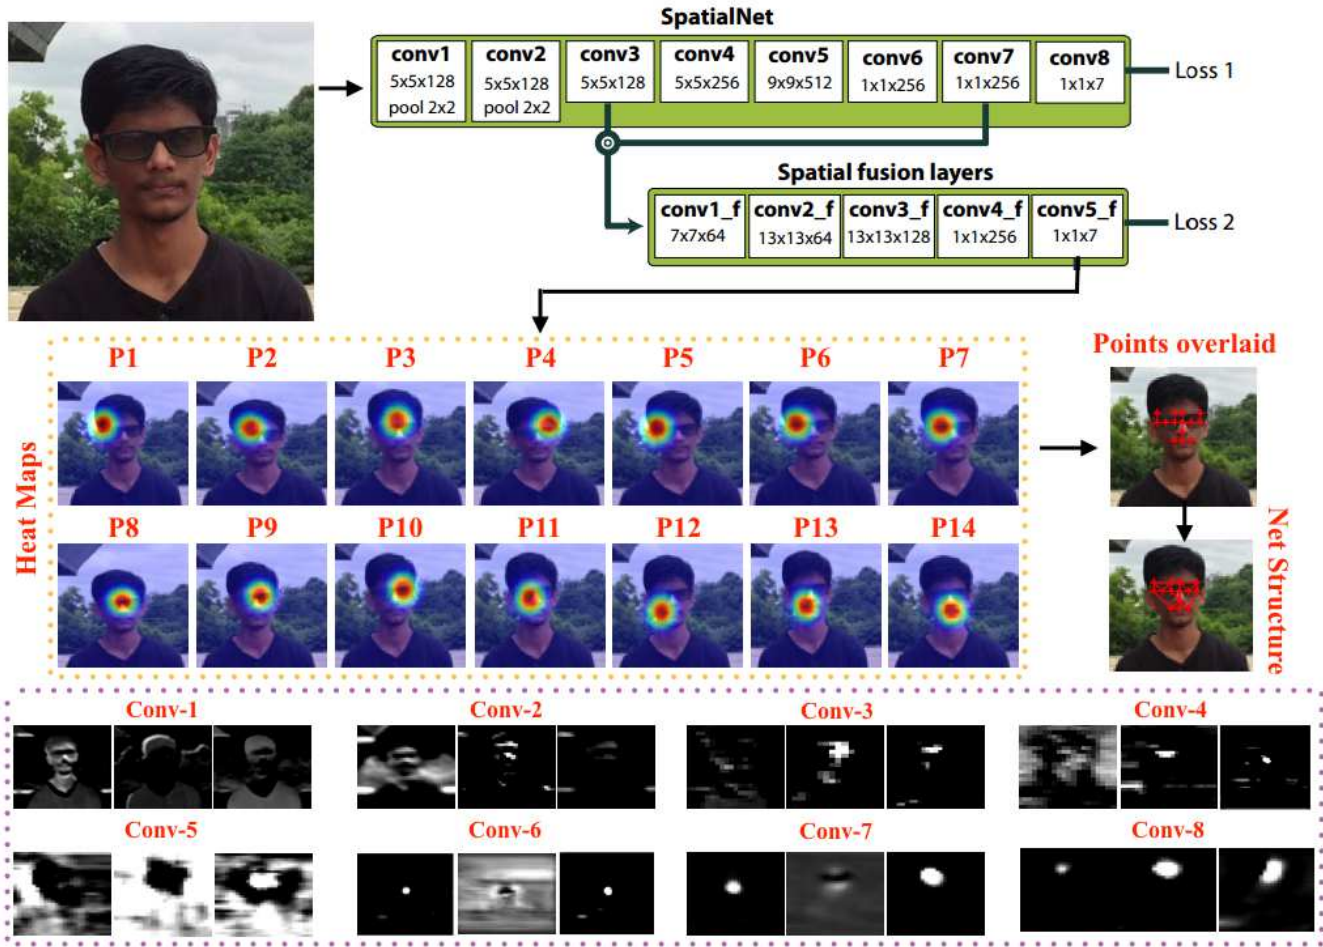 SpatialNet
conv1 conv2 conv3 conv4 conv5 conv6 conv7 conv8
5x5x128 5x5x128 5x5x128 5x5x256 9x9x512 1x1x256 1x1x256 1x1x7
pool 2x2 pool 2x2
Loss 1
Spatial fusion layers
conv1_f conv2_f conv3_f conv4_f conv5_f
7x7x64 13x13x64 13x13x128 1x1x256 1x1x7
Loss 2
Heat Maps
P1 P2 P3 P4 P5 P6 P7
P8 P9 P10 P11 P12 P13 P14
Points overlaid
Net Structure
Conv-1 Conv-2 Conv-3 Conv-4
Conv-5 Conv-6 Conv-7 Conv-8